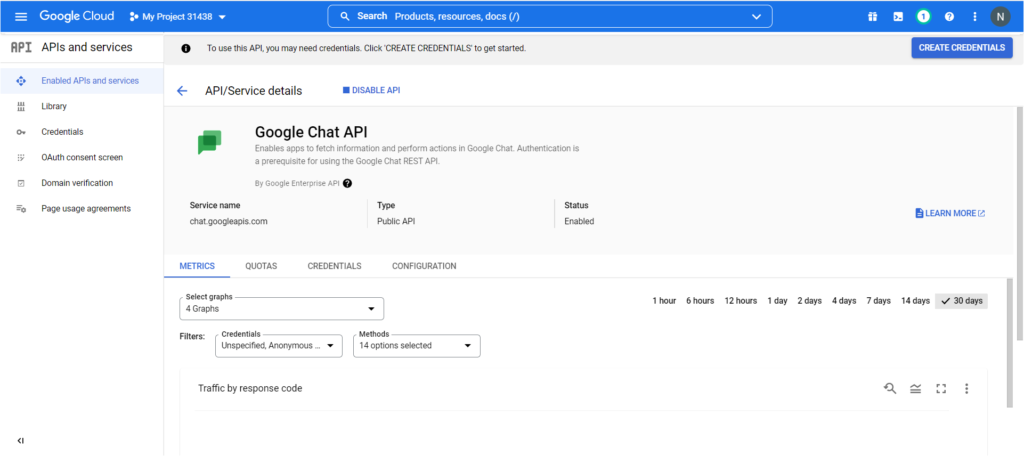 Google Cloud
My Project 31438
Search Products, resources, docs (/)
1
N
API APIs and services
To use this API, you may need credentials. Click 'CREATE CREDENTIALS' to get started.
CREATE CREDENTIALS
Enabled APIs and services
Library
Credentials
OAuth consent screen
Domain verification
Page usage agreements
API/Service details
DISABLE API
Google Chat API
Enables apps to fetch information and perform actions in Google Chat. Authentication is
a prerequisite for using the Google Chat REST API.
By Google Enterprise API
Service name
chat.googleapis.com
Type
Public API
Status
Enabled
LEARN MORE
METRICS QUOTAS CREDENTIALS CONFIGURATION
Select graphs
4 Graphs
1 hour 6 hours 12 hours 1 day 2 days 4 days 7 days 14 days 30 days
Filters:
Credentials
Unspecified, Anonymous ...
Methods
14 options selected
Traffic by response code